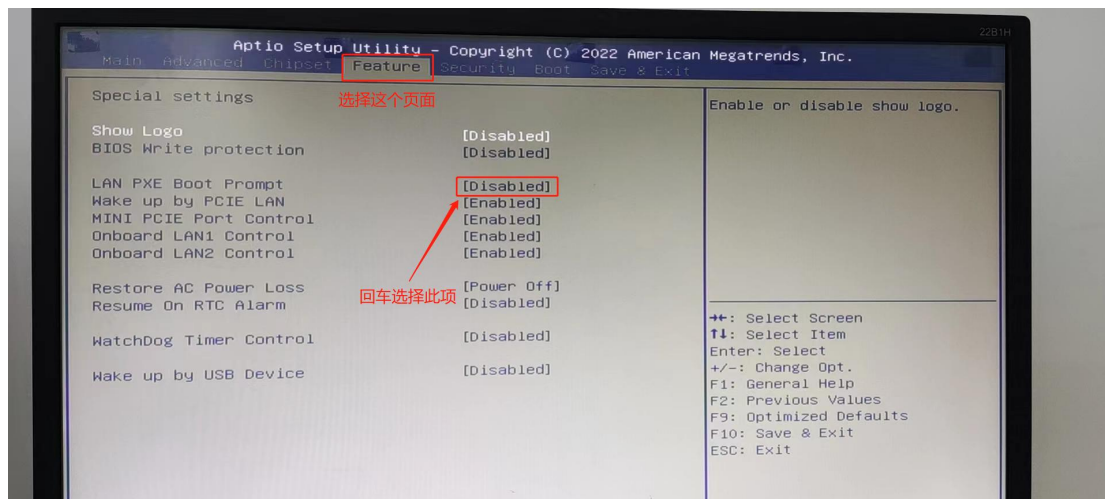 22B1H
Aptio Setup Utility – Copyright (C) 2022 American Megatrends, Inc.
Main Advanced Chipset Feature Security Boot Save & Exit
Special settings
选择这个页面
Enable or disable show logo.
Show Logo [Disabled]
BIOS Write protection [Disabled]
LAN PXE Boot Prompt [Disabled]
Wake up by PCIE LAN [Enabled]
MINI PCIE Port Control [Enabled]
Onboard LAN1 Control [Enabled]
Onboard LAN2 Control [Enabled]
Restore AC Power Loss [Power Off]
回车选择此项
Resume On RTC Alarm [Disabled]
WatchDog Timer Control [Disabled]
Wake up by USB Device [Disabled]
→←: Select Screen
↑↓: Select Item
Enter: Select
+/-: Change Opt.
F1: General Help
F2: Previous Values
F9: Optimized Defaults
F10: Save & Exit
ESC: Exit